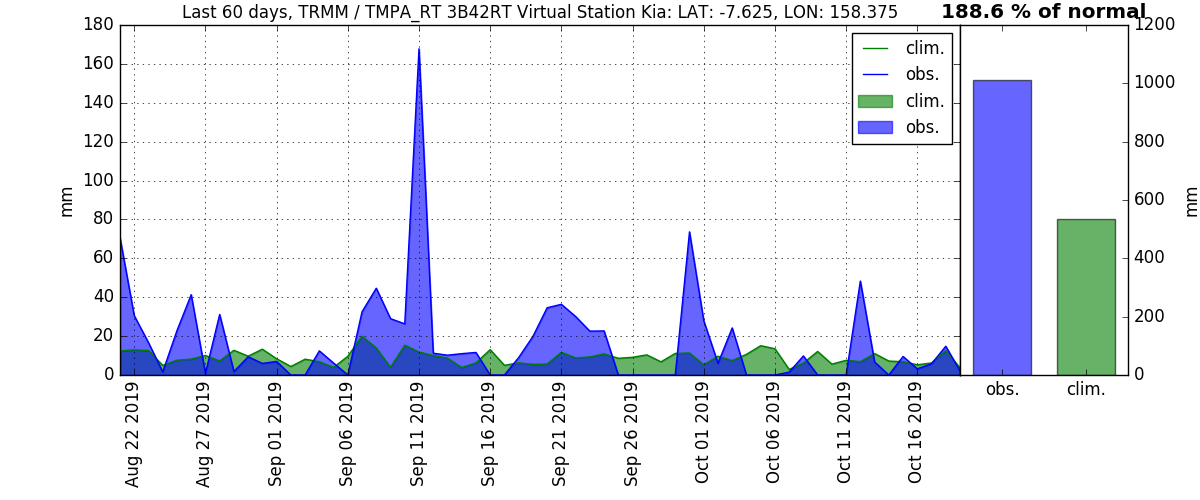 Last 60 days, TRMM / TMPA_RT 3B42RT Virtual Station Kia: LAT: -7.625, LON: 158.375
188.6 % of normal
180
160
140
120
100
80
60
40
20
0
mm
clim.
obs.
clim.
obs.
1200
1000
800
600
400
200
0
mm
obs.
clim.
Aug 22 2019
Aug 27 2019
Sep 01 2019
Sep 06 2019
Sep 11 2019
Sep 16 2019
Sep 21 2019
Sep 26 2019
Oct 01 2019
Oct 06 2019
Oct 11 2019
Oct 16 2019